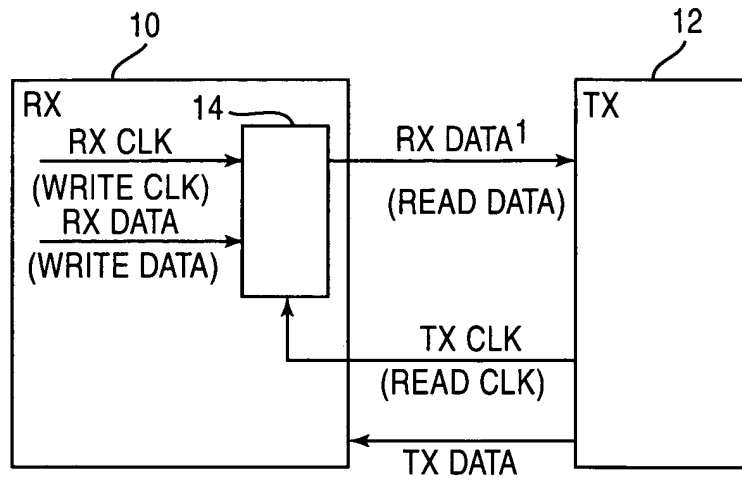 10
12
RX
14
TX
RX CLK
(WRITE CLK)
RX DATA
(WRITE DATA)
RX DATA¹
(READ DATA)
TX CLK
(READ CLK)
TX DATA